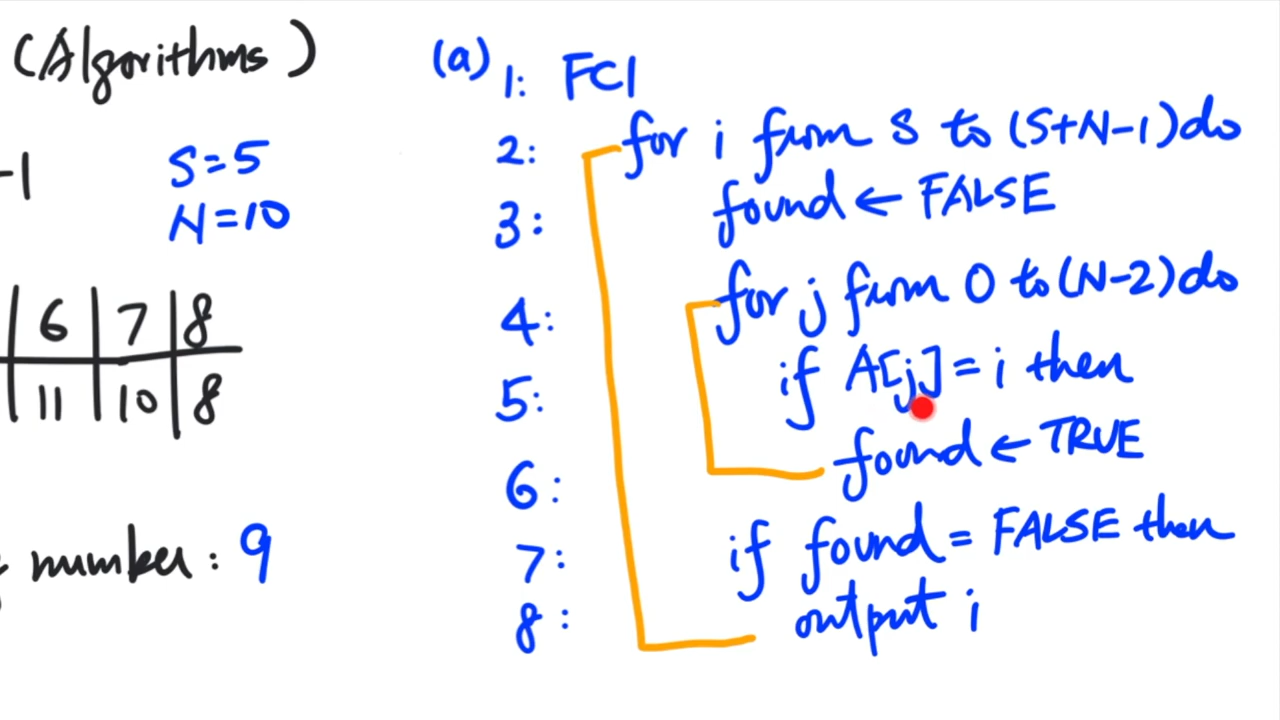 (Algorithms)
-1
S=5
N=10
6 7 8
11 10 8
number: 9
(a) 1: FC1
2: for i from S to (S+N-1) do
3: found ← FALSE
4: for j from 0 to (N-2) do
5: if A[j] = i then
6: found ← TRUE
7: if found = FALSE then
8: output i